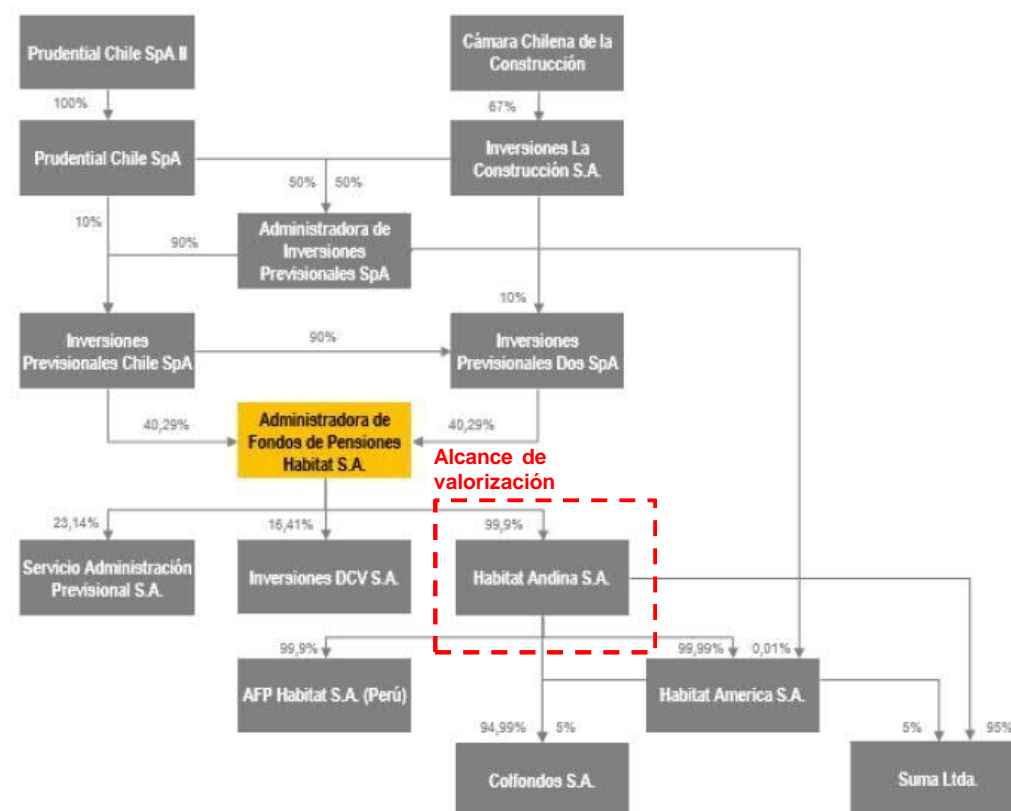 Prudential Chile SpA II
Cámara Chilena de la
Construcción
100%
67%
Prudential Chile SpA
Inversiones La
Construcción S.A.
50%
50%
10%
90%
Administradora de
Inversiones
Previsionales SpA
10%
Inversiones
Previsionales Chile SpA
90%
Inversiones
Previsionales Dos SpA
40,29%
Administradora de
Fondos de Pensiones
Habitat S.A.
40,29%
Alcance de
valorización
23,14%
16,41%
99,9%
Servicio Administración
Previsional S.A.
Inversiones DCV S.A.
Habitat Andina S.A.
99,9%
99,99%
0,01%
AFP Habitat S.A. (Perú)
Habitat America S.A.
94,99%
5%
5%
95%
Colfondos S.A.
Suma Ltda.